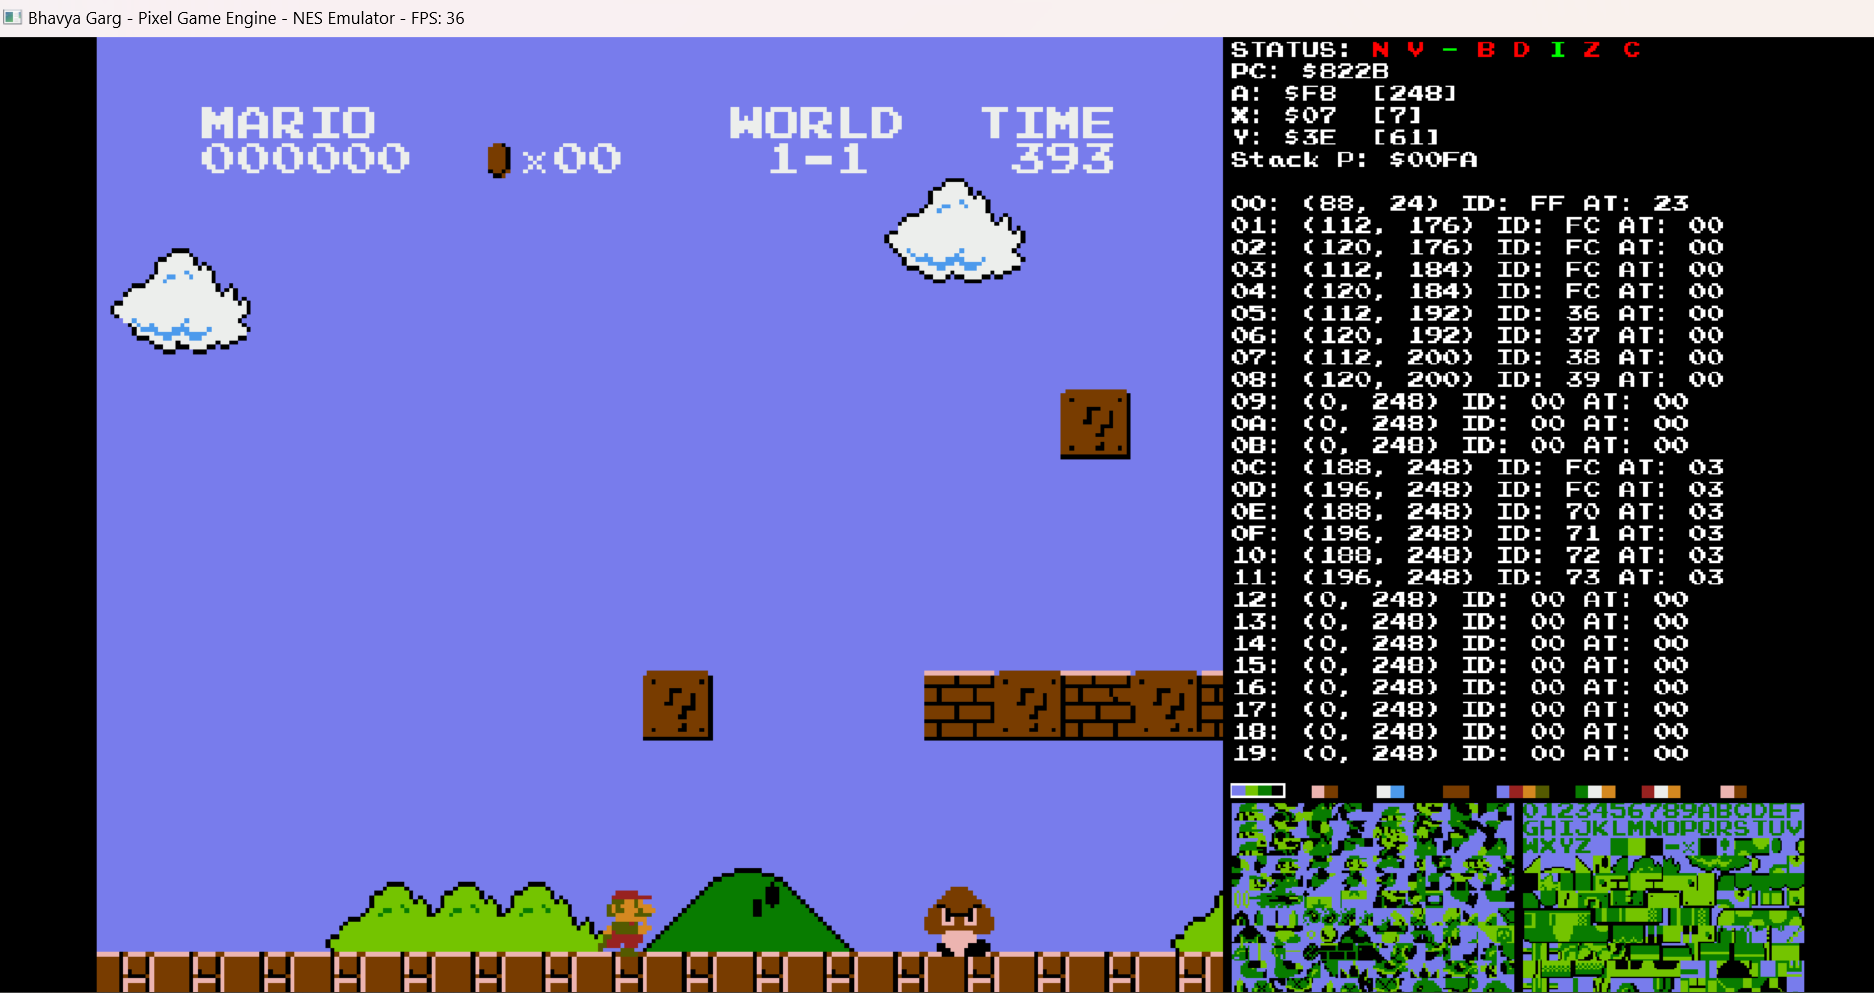 Bhavya Garg - Pixel Game Engine - NES Emulator - FPS: 36
MARIO WORLD TIME
000000 x00 1-1 393
? ? ? ?
STATUS: N V - B D I Z C
PC: $822B
A: $F8 [248]
X: $07 [7]
Y: $3E [61]
Stack P: $00FA
00: (88, 24) ID: FF AT: 23
01: (112, 176) ID: FC AT: 00
02: (120, 176) ID: FC AT: 00
03: (112, 184) ID: FC AT: 00
04: (120, 184) ID: FC AT: 00
05: (112, 192) ID: 36 AT: 00
06: (120, 192) ID: 37 AT: 00
07: (112, 200) ID: 38 AT: 00
08: (120, 200) ID: 39 AT: 00
09: (0, 248) ID: 00 AT: 00
0A: (0, 248) ID: 00 AT: 00
0B: (0, 248) ID: 00 AT: 00
0C: (188, 248) ID: FC AT: 03
0D: (196, 248) ID: FC AT: 03
0E: (188, 248) ID: 70 AT: 03
0F: (196, 248) ID: 71 AT: 03
10: (188, 248) ID: 72 AT: 03
11: (196, 248) ID: 73 AT: 03
12: (0, 248) ID: 00 AT: 00
13: (0, 248) ID: 00 AT: 00
14: (0, 248) ID: 00 AT: 00
15: (0, 248) ID: 00 AT: 00
16: (0, 248) ID: 00 AT: 00
17: (0, 248) ID: 00 AT: 00
18: (0, 248) ID: 00 AT: 00
19: (0, 248) ID: 00 AT: 00
0123456789ABCDEF
GHIJKLMNOPQRSTUV
WXYZ - x !